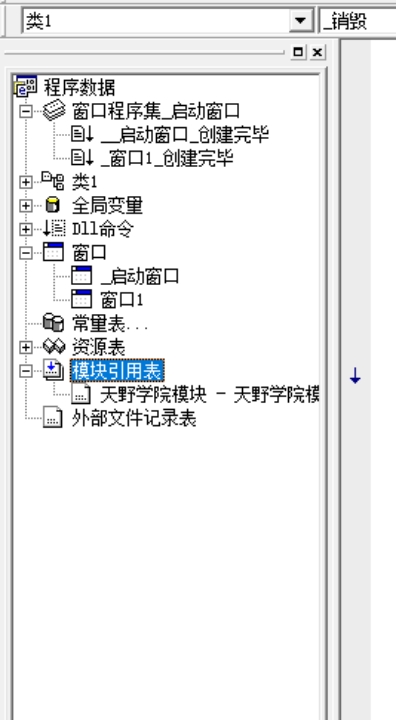 类1
_销毁
程序数据
窗口程序集_启动窗口
__启动窗口_创建完毕
_窗口1_创建完毕
类1
全局变量
Dll命令
窗口
_启动窗口
窗口1
常量表...
资源表
模块引用表
天野学院模块 - 天野学院模
外部文件记录表